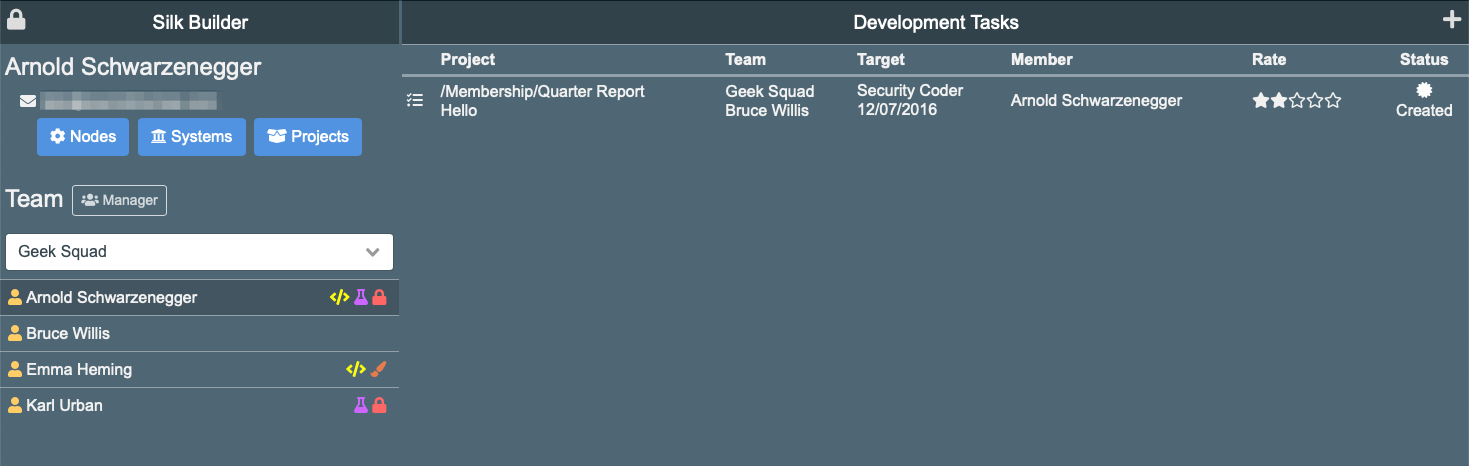 Silk Builder
Arnold Schwarzenegger
Nodes
Systems
Projects
Team
Manager
Geek Squad
Arnold Schwarzenegger
Bruce Willis
Emma Heming
Karl Urban
Development Tasks
Project Team Target Member Rate Status
/Membership/Quarter Report
Hello
Geek Squad
Bruce Willis
Security Coder
12/07/2016
Arnold Schwarzenegger
Created